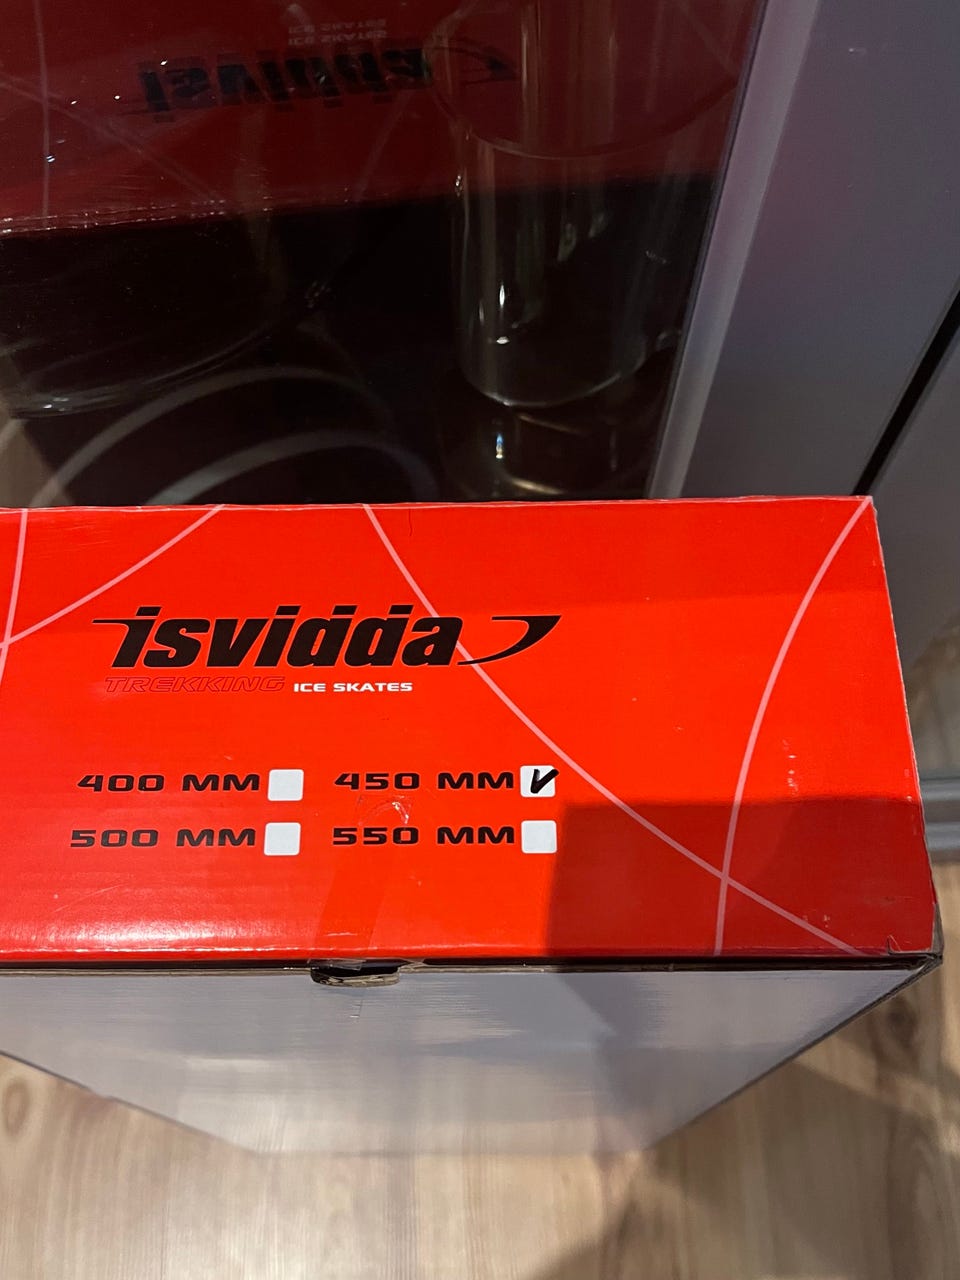 isvidda
TREKKING ICE SKATES
400 MM 450 MM
500 MM 550 MM